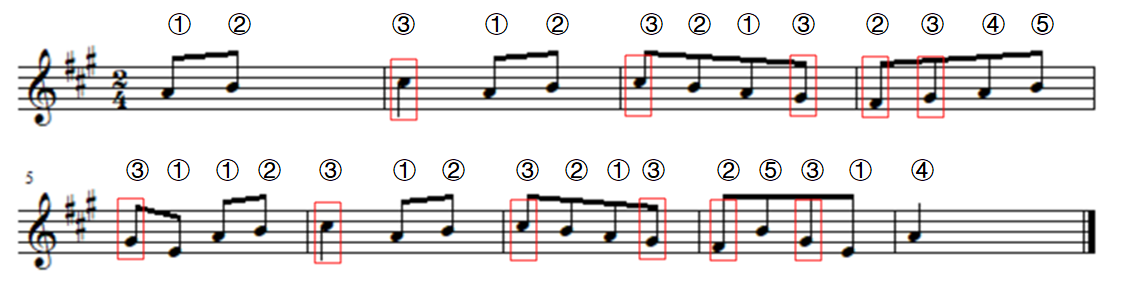 ① ② ③ ① ② ③ ② ① ③ ② ③ ④ ⑤
2
4
5
③ ① ① ② ③ ① ② ③ ② ① ③ ② ⑤ ③ ① ④